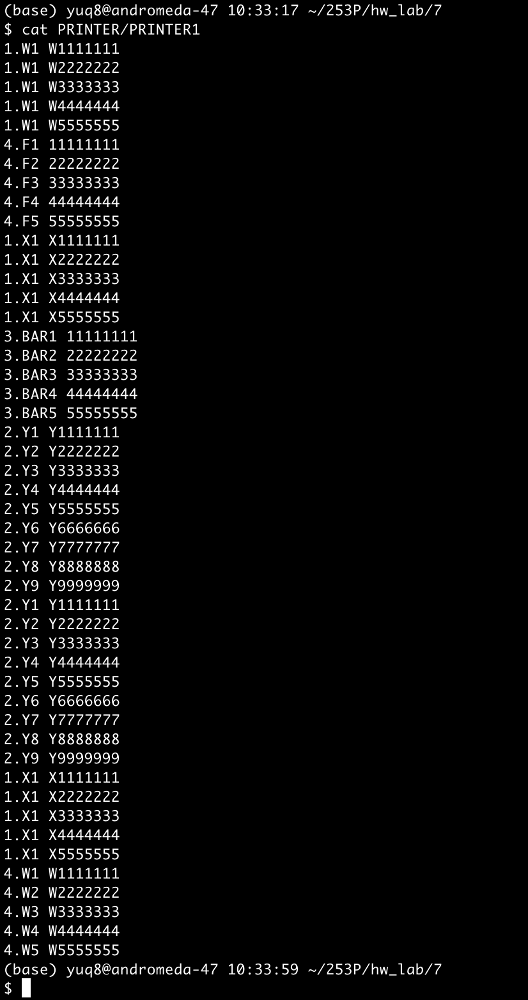 (base) yuq8@andromeda-47 10:33:17 ~/253P/hw_lab/7
$ cat PRINTER/PRINTER1
1.W1 W1111111
1.W1 W2222222
1.W1 W3333333
1.W1 W4444444
1.W1 W5555555
4.F1 11111111
4.F2 22222222
4.F3 33333333
4.F4 44444444
4.F5 55555555
1.X1 X1111111
1.X1 X2222222
1.X1 X3333333
1.X1 X4444444
1.X1 X5555555
3.BAR1 11111111
3.BAR2 22222222
3.BAR3 33333333
3.BAR4 44444444
3.BAR5 55555555
2.Y1 Y1111111
2.Y2 Y2222222
2.Y3 Y3333333
2.Y4 Y4444444
2.Y5 Y5555555
2.Y6 Y6666666
2.Y7 Y7777777
2.Y8 Y8888888
2.Y9 Y9999999
2.Y1 Y1111111
2.Y2 Y2222222
2.Y3 Y3333333
2.Y4 Y4444444
2.Y5 Y5555555
2.Y6 Y6666666
2.Y7 Y7777777
2.Y8 Y8888888
2.Y9 Y9999999
1.X1 X1111111
1.X1 X2222222
1.X1 X3333333
1.X1 X4444444
1.X1 X5555555
4.W1 W1111111
4.W2 W2222222
4.W3 W3333333
4.W4 W4444444
4.W5 W5555555
(base) yuq8@andromeda-47 10:33:59 ~/253P/hw_lab/7
$